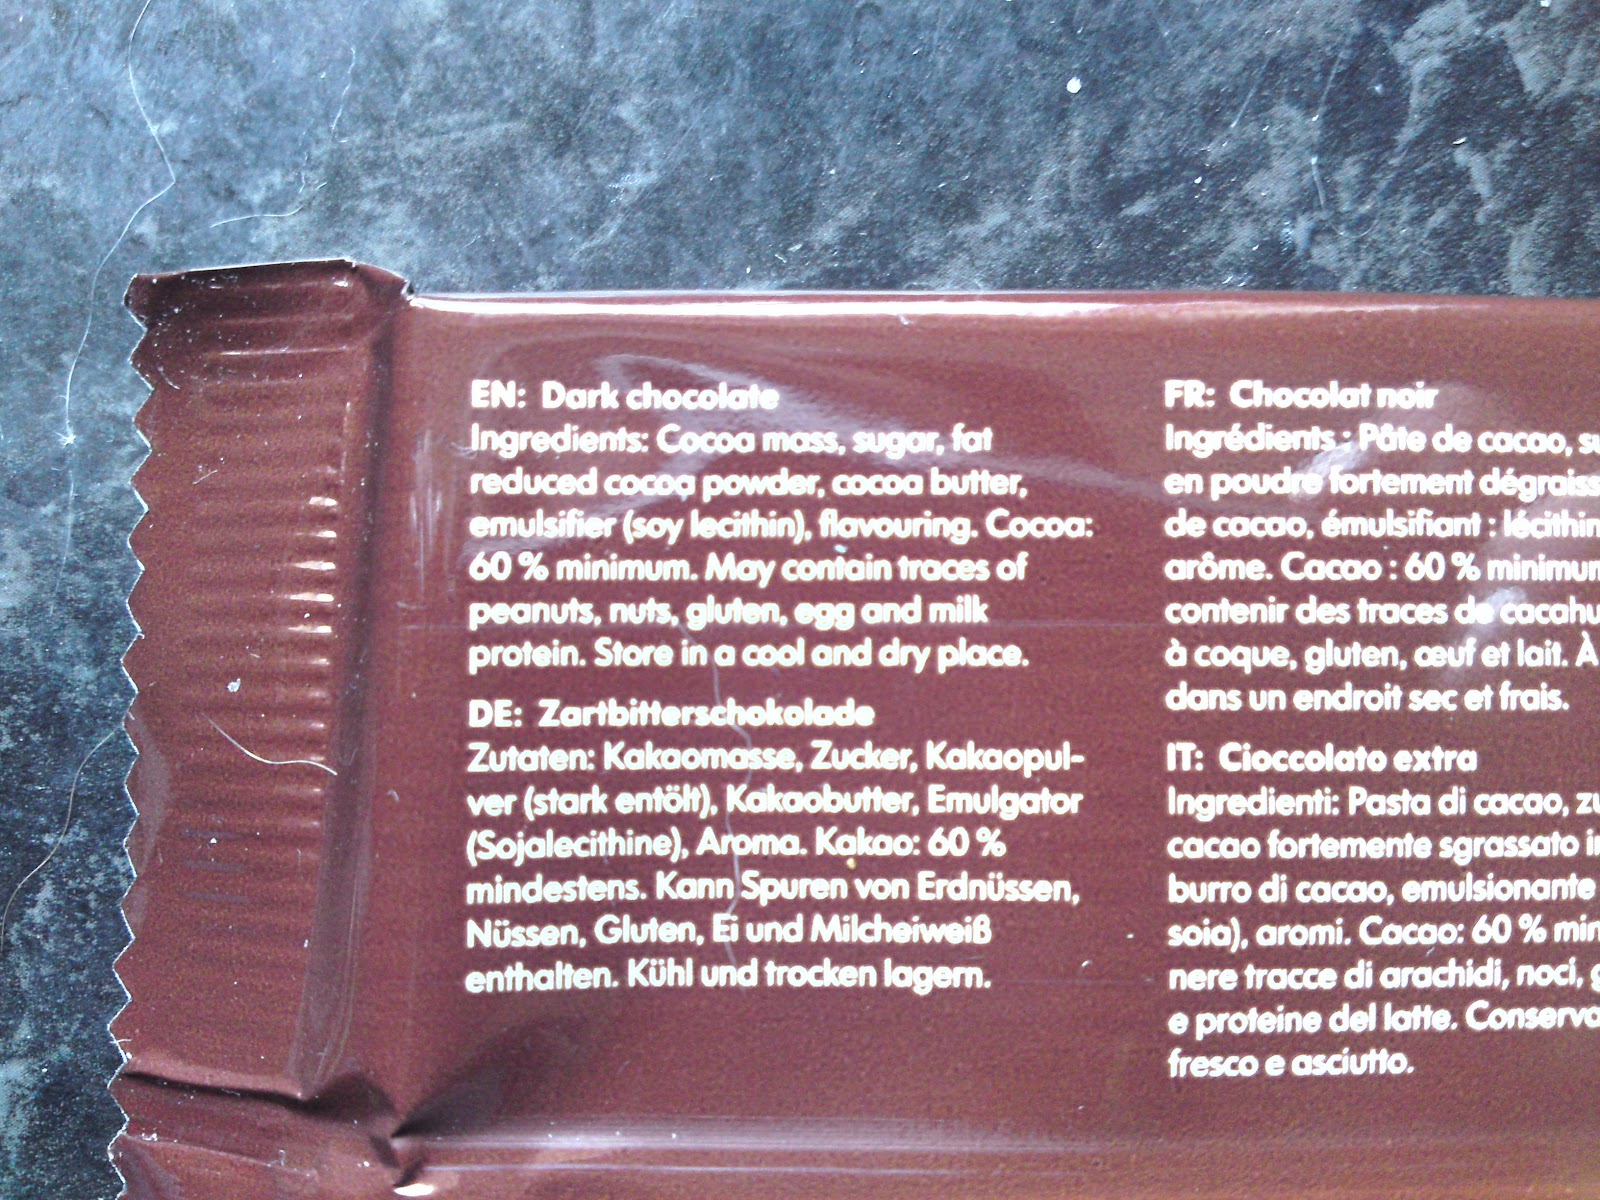 EN: Dark chocolate
Ingredients: Cocoa mass, sugar, fat
reduced cocoa powder, cocoa butter,
emulsifier (soy lecithin), flavouring. Cocoa:
60 % minimum. May contain traces of
peanuts, nuts, gluten, egg and milk
protein. Store in a cool and dry place.
DE: Zartbitterschokolade
Zutaten: Kakaomasse, Zucker, Kakaopul-
ver (stark entölt), Kakaobutter, Emulgator
(Sojalecithine), Aroma. Kakao: 60 %
mindestens. Kann Spuren von Erdnüssen,
Nüssen, Gluten, Ei und Milcheiweiß
enthalten. Kühl und trocken lagern.
FR: Chocolat noir
Ingrédients : Pâte de cacao,
en poudre fortement
de cacao, émulsifiant :
arôme. Cacao : 60 %
contenir des traces de
à coque, gluten, œuf et lait. À
dans un endroit sec et frais.
IT: Cioccolato extra
Ingredienti: Pasta di cacao,
cacao fortemente sgrassato
burro di cacao, emulsionante
soia), aromi. Cacao: 60 %
nere tracce di arachidi, noci,
e proteine del latte.
fresco e asciutto.